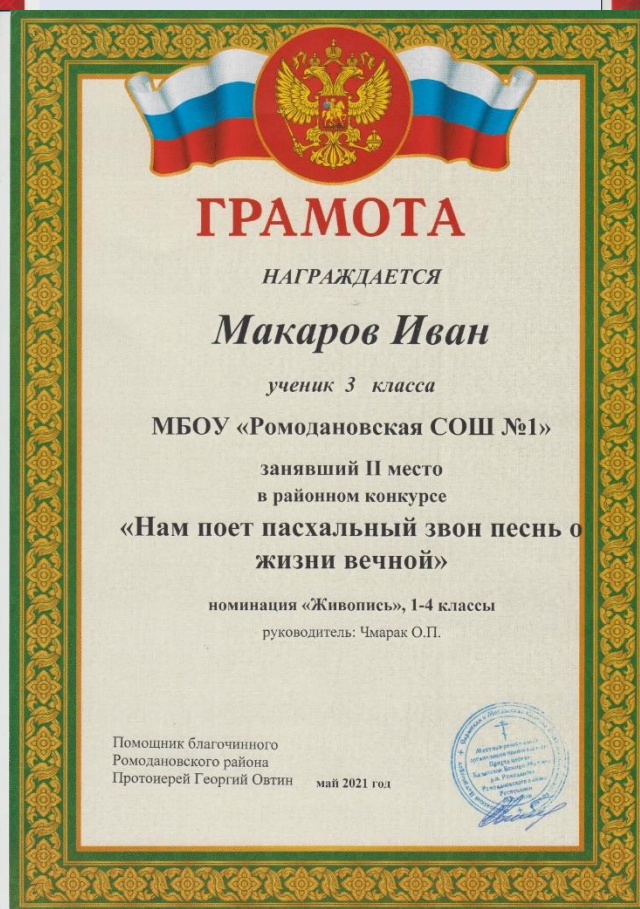 ГРАМОТА
НАГРАЖДАЕТСЯ
Макаров Иван
ученик 3 класса
МБОУ «Ромодановская СОШ №1»
занявший II место
в районном конкурсе
«Нам поет пасхальный звон песнь о
жизни вечной»
номинация «Живопись», 1-4 классы
руководитель: Чмарак О.П.
Помощник благочинного
Ромодановского района
Протоиерей Георгий Овтин май 2021 год